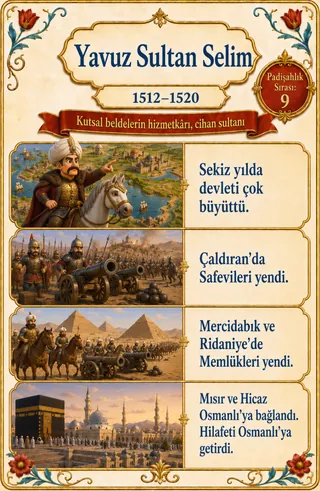 Yavuz Sultan Selim
1512–1520
Padişahlık
Sırası:
9
Kutsal beldelerin hizmetkârı, cihan sultanı
Sekiz yılda
devleti çok
büyüttü.
Çaldıran’da
Safevileri yendi.
Mercidabık ve
Ridaniye’de
Memlükleri yendi.
Mısır ve Hicaz
Osmanlı’ya bağlandı.
Hilafeti Osmanlı’ya
getirdi.